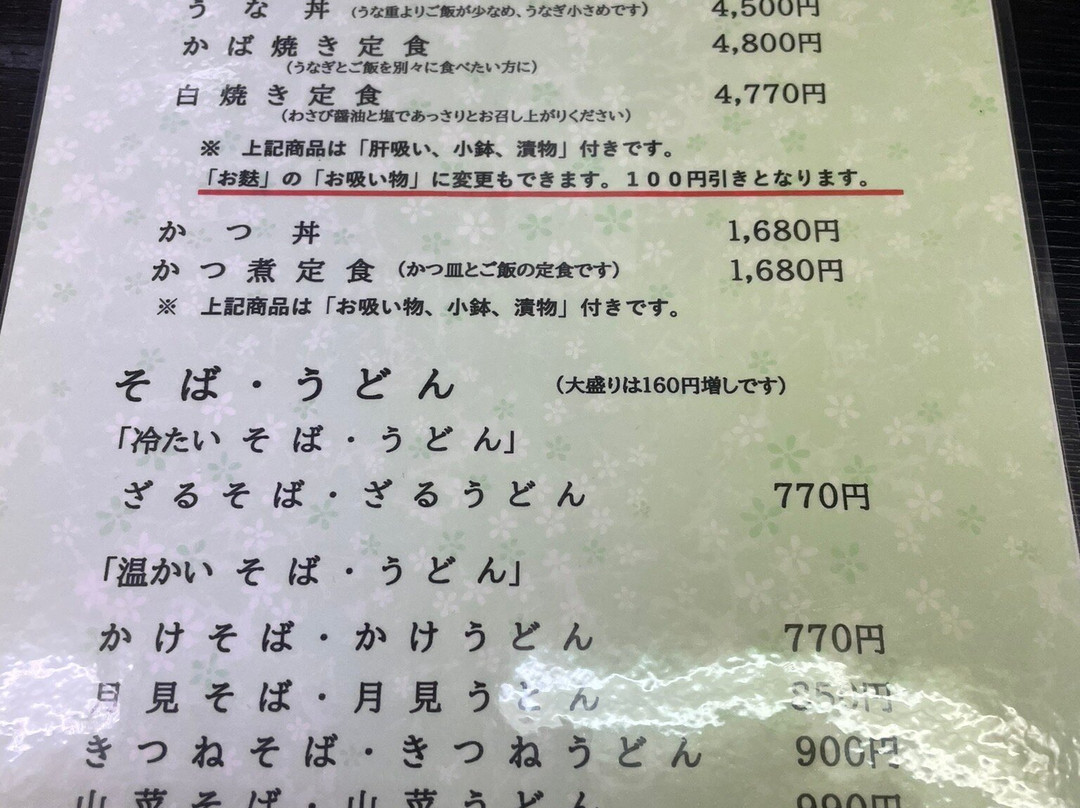 うな丼（うな重よりご飯が少なめ、うなぎ小さめです） 4,500円
かば焼き定食 4,800円
（うなぎとご飯を別々に食べたい方に）
白焼き定食 4,770円
（わさび醤油と塩であっさりとお召し上がりください）
※ 上記商品は「肝吸い、小鉢、漬物」付きです。
「お麩」の「お吸い物」に変更もできます。１００円引きとなります。
かつ丼 1,680円
かつ煮定食（かつ皿とご飯の定食です） 1,680円
※ 上記商品は「お吸い物、小鉢、漬物」付きです。
そば・うどん （大盛りは160円増しです）
「冷たいそば・うどん」
ざるそば・ざるうどん 770円
「温かいそば・うどん」
かけそば・かけうどん 770円
月見そば・月見うどん
きつねそば・きつねうどん 900円
山菜そば・山菜うどん